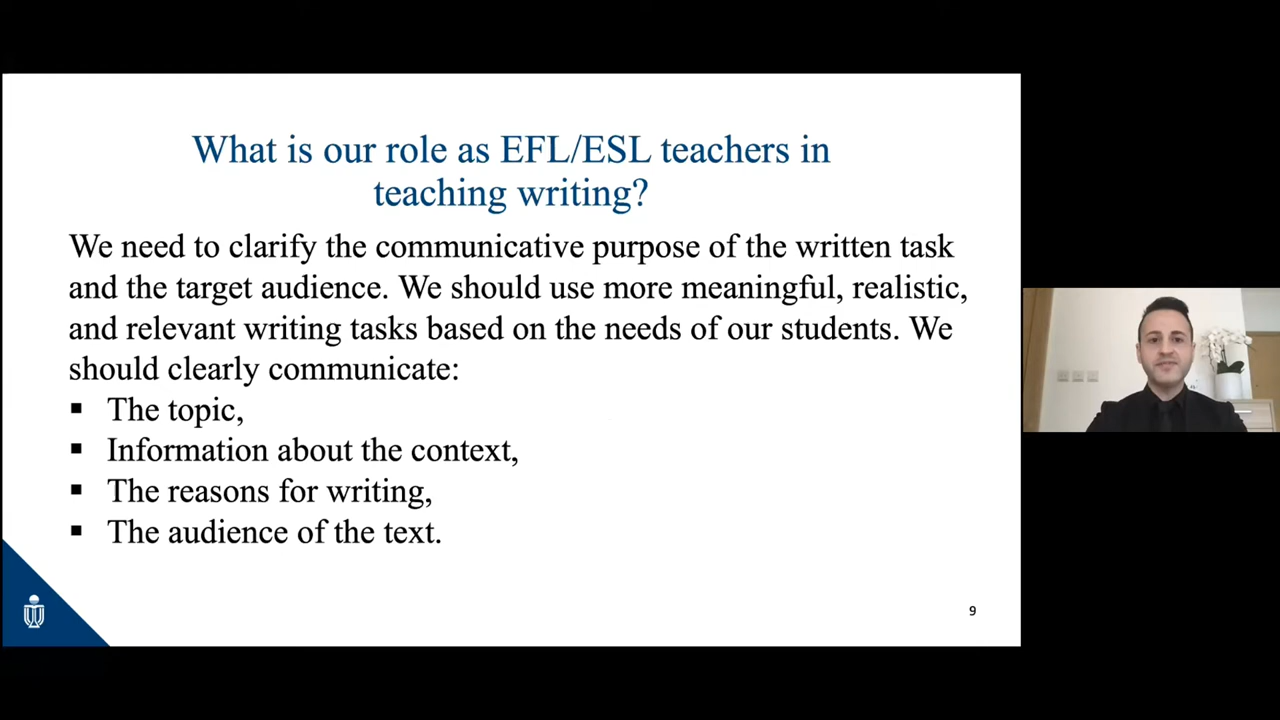 What is our role as EFL/ESL teachers in
teaching writing?
We need to clarify the communicative purpose of the written task
and the target audience. We should use more meaningful, realistic,
and relevant writing tasks based on the needs of our students. We
should clearly communicate:
▪ The topic,
▪ Information about the context,
▪ The reasons for writing,
▪ The audience of the text.
9